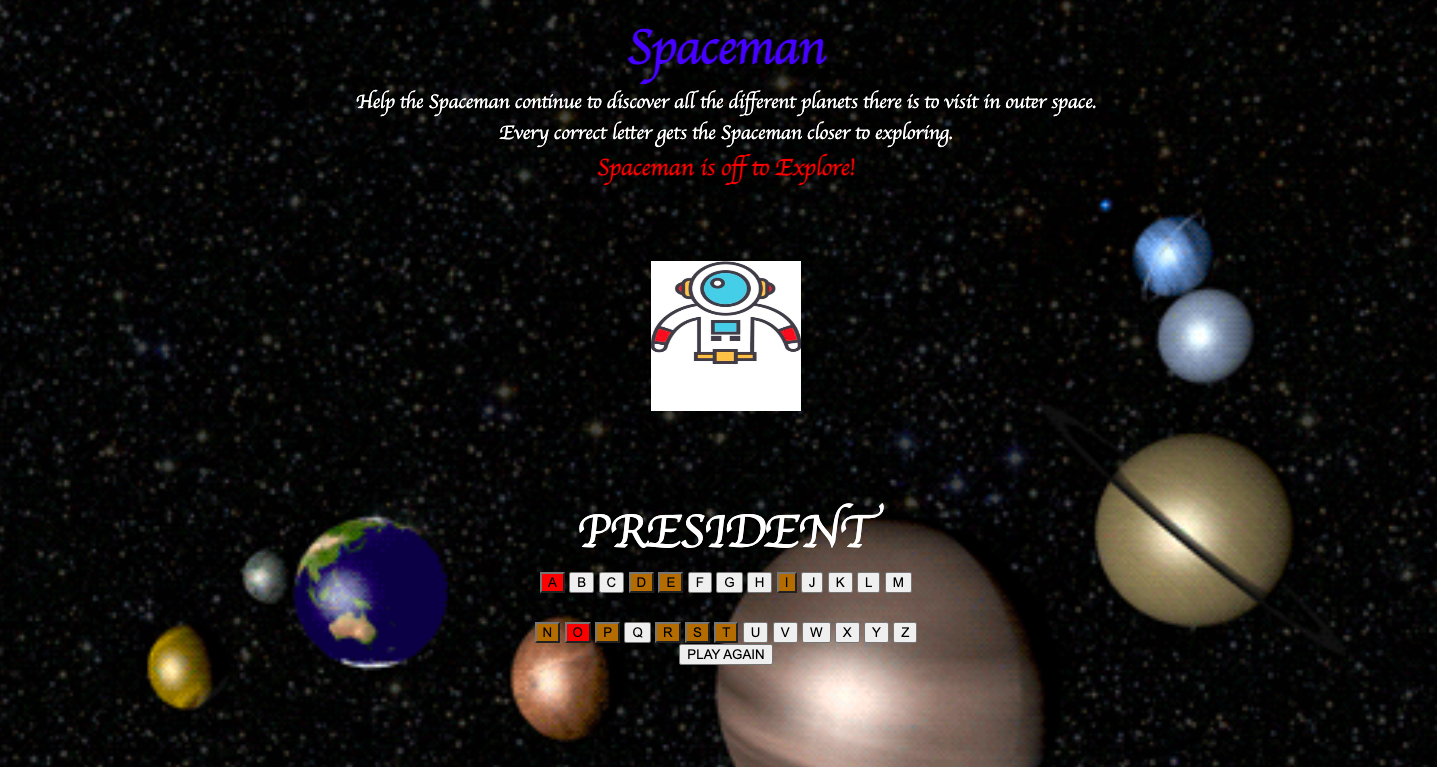 Spaceman
Help the Spaceman continue to discover all the different planets there is to visit in outer space.
Every correct letter gets the Spaceman closer to exploring.
Spaceman is off to Explore!
PRESIDENT
A B C D E F G H I J K L M
N O P Q R S T U V W X Y Z
PLAY AGAIN